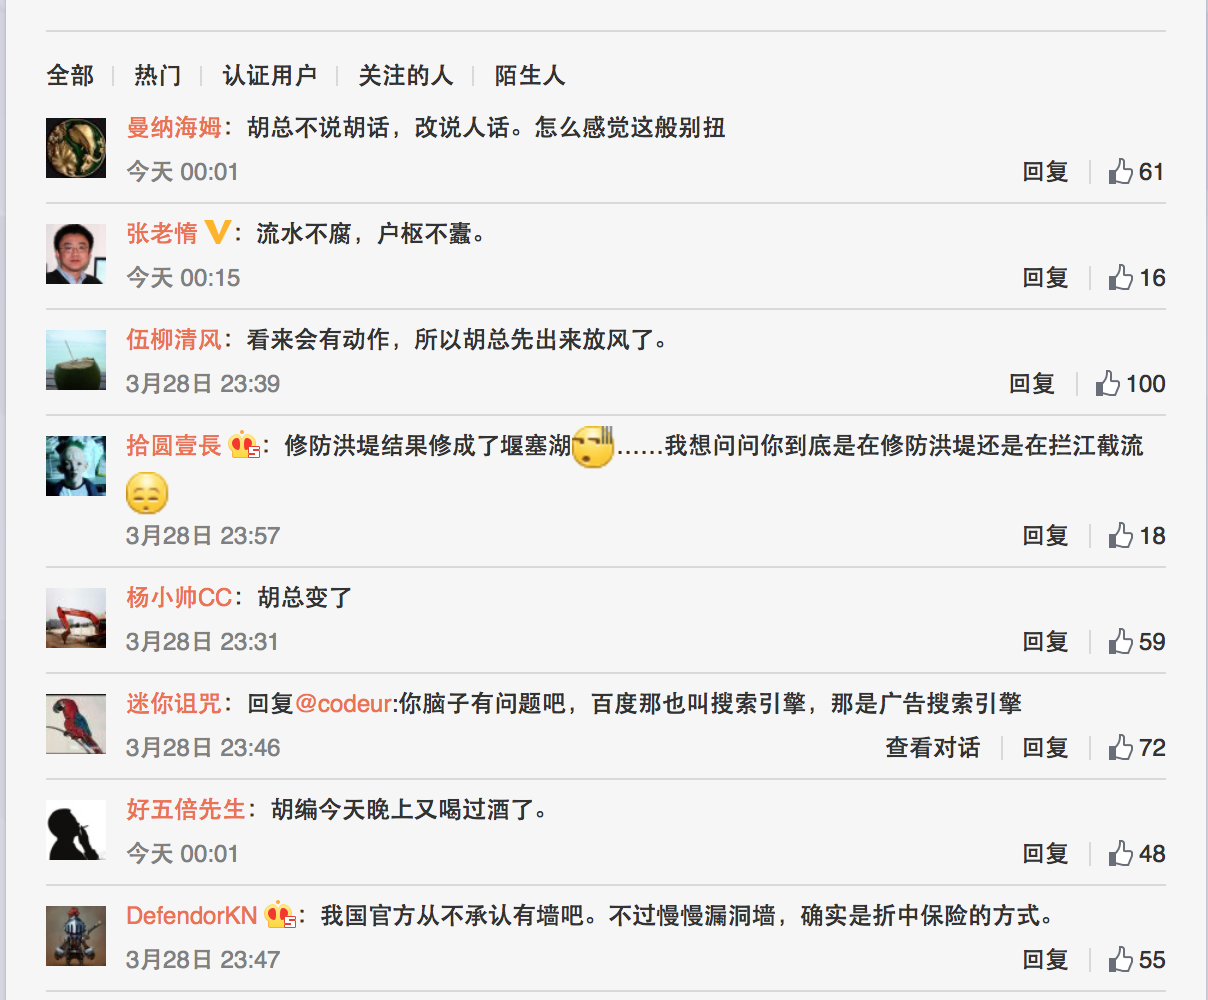 全部 | 热门 | 认证用户 | 关注的人 | 陌生人
曼纳海姆：胡总不说胡话，改说人话。怎么感觉这般别扭
今天 00:01 回复 61
张老惰 V：流水不腐，户枢不蠹。
今天 00:15 回复 16
伍柳清风：看来会有动作，所以胡总先出来放风了。
3月28日 23:39 回复 100
拾圆壹長 5：修防洪堤结果修成了堰塞湖……我想问问你到底是在修防洪堤还是在拦江截流
3月28日 23:57 回复 18
杨小帅CC：胡总变了
3月28日 23:31 回复 59
迷你诅咒：回复@codeur:你脑子有问题吧，百度那也叫搜索引擎，那是广告搜索引擎
3月28日 23:46 查看对话 回复 72
好五倍先生：胡编今天晚上又喝过酒了。
今天 00:01 回复 48
DefendorKN 5：我国官方从不承认有墙吧。不过慢慢漏洞墙，确实是折中保险的方式。
3月28日 23:47 回复 55